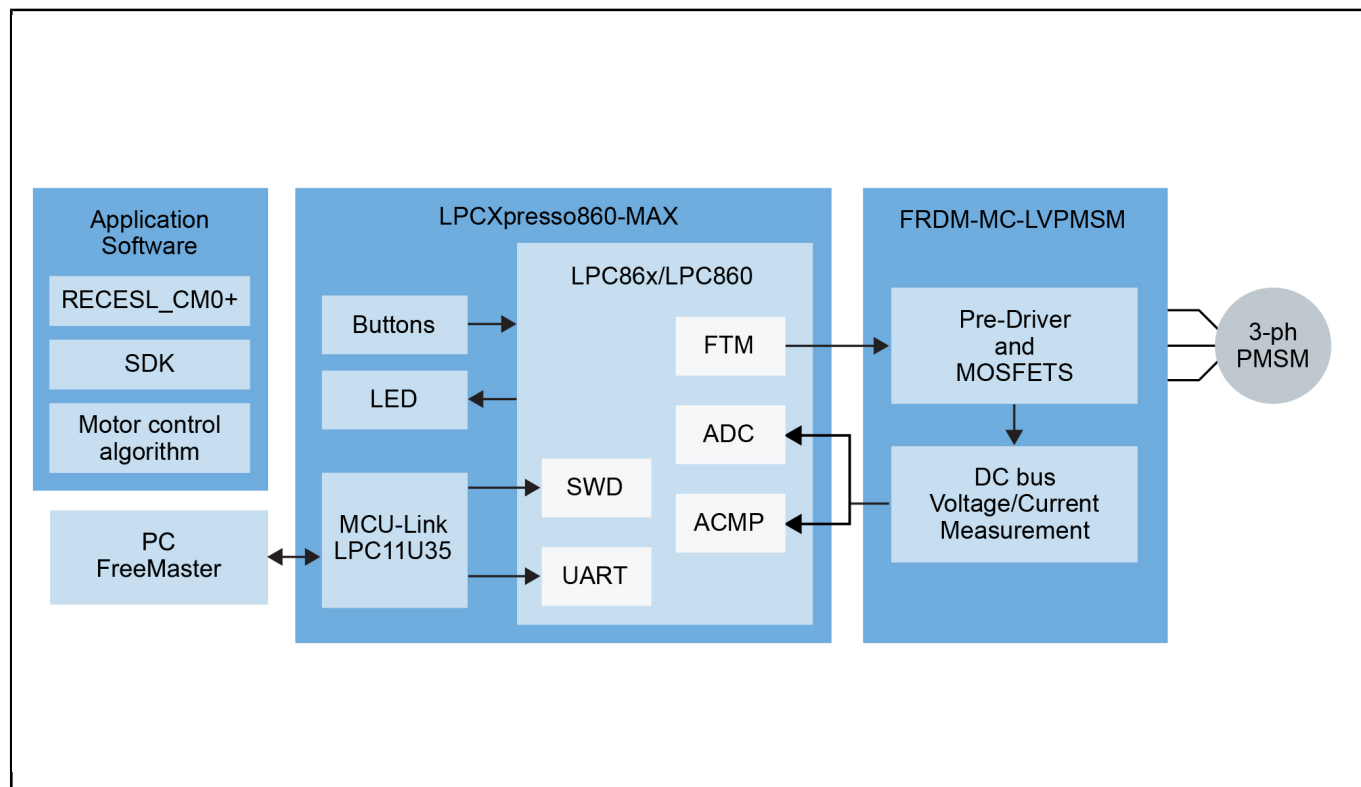 Application
Software
RECESL_CM0+
SDK
Motor control
algorithm
PC
FreeMaster
LPCXpresso860-MAX
Buttons
LED
MCU-Link
LPC11U35
LPC86x/LPC860
FTM
ADC
SWD
ACMP
UART
FRDM-MC-LVPMSM
Pre-Driver
and
MOSFETS
DC bus
Voltage/Current
Measurement
3-ph
PMSM